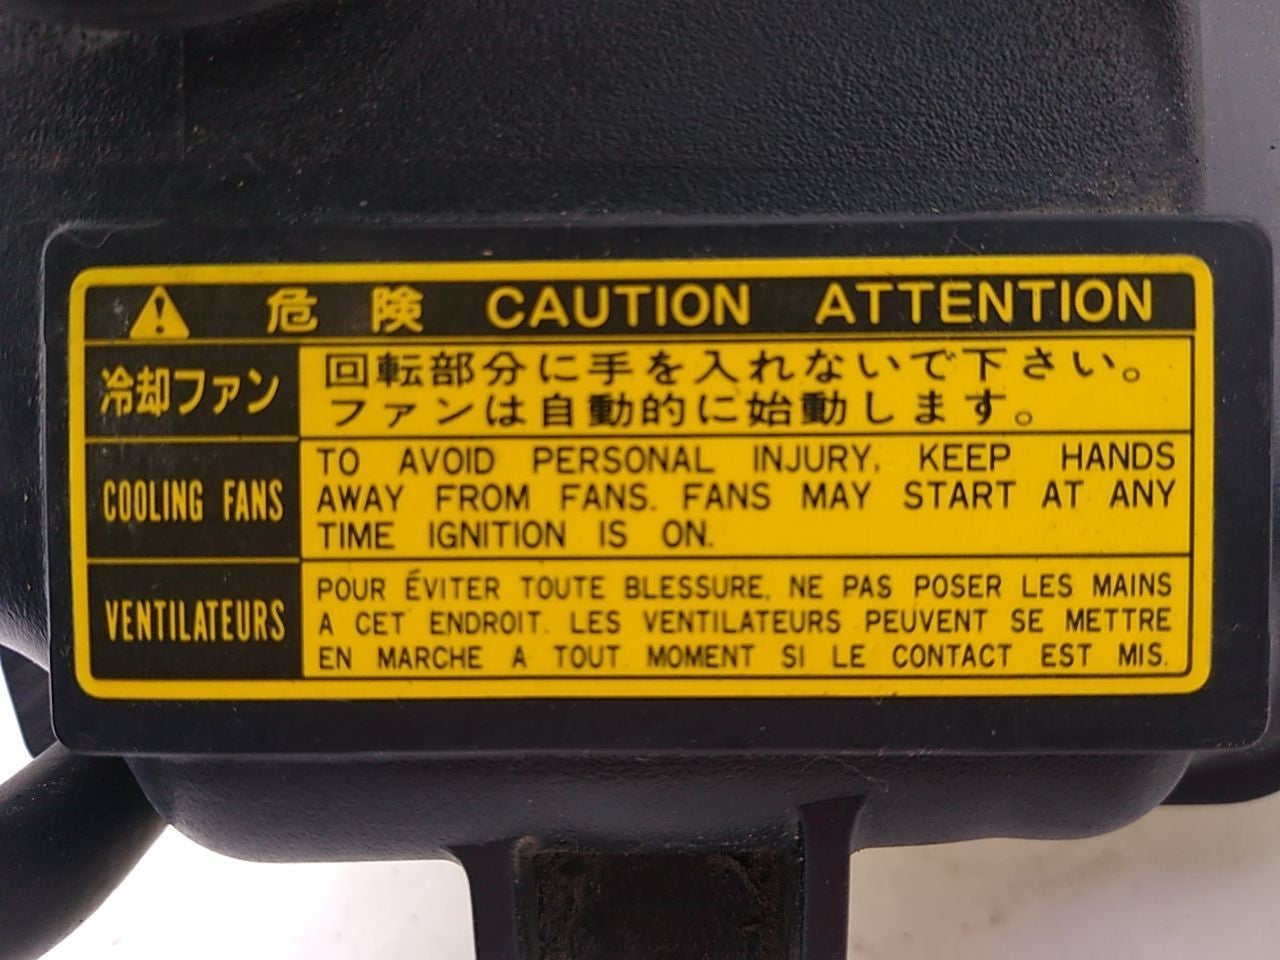 危険 CAUTION ATTENTION
冷却ファン
回転部分に手を入れないで下さい。
ファンは自動的に始動します。
COOLING FANS
TO AVOID PERSONAL INJURY, KEEP HANDS
AWAY FROM FANS. FANS MAY START AT ANY
TIME IGNITION IS ON.
VENTILATEURS
POUR ÉVITER TOUTE BLESSURE, NE PAS POSER LES MAINS
A CET ENDROIT. LES VENTILATEURS PEUVENT SE METTRE
EN MARCHE A TOUT MOMENT SI LE CONTACT EST MIS.